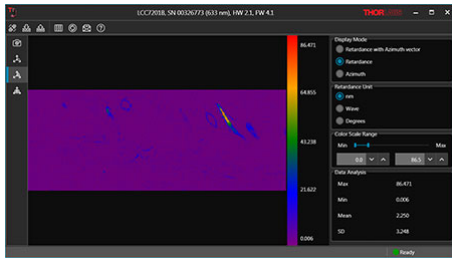 LCC7201B, SN 00326773 (633 nm), HW 2.1, FW 4.1
THORLABS
Display Mode
Retardance with Azimuth vector
Retardance
Azimuth
Retardance Unit
nm
Wave
Degrees
Color Scale Range
Min
Max
0.0
86.5
Data Analysis
Max 86.471
Min 0.006
Mean 2.250
SD 3.248
86.471
64.855
43.238
21.622
0.006
Ready